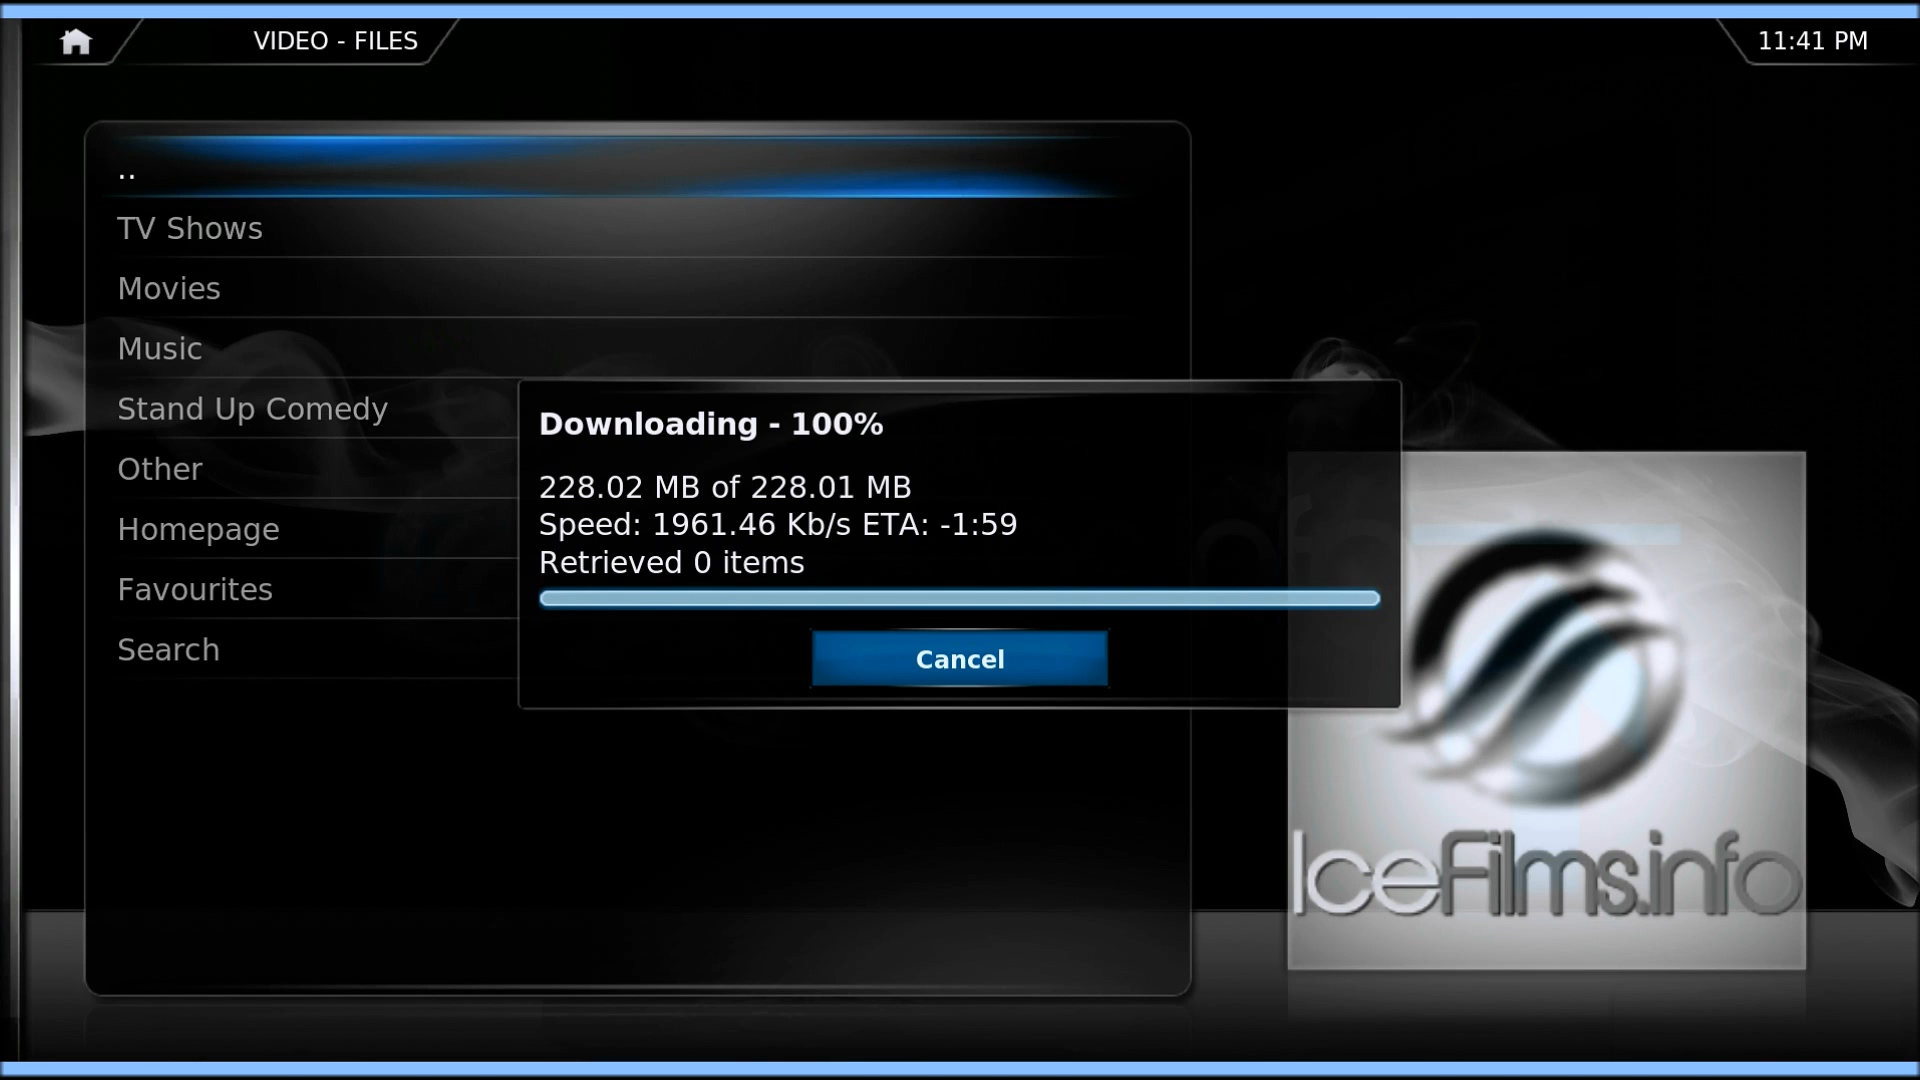 VIDEO - FILES
11:41 PM
..
TV Shows
Movies
Music
Stand Up Comedy
Other
Homepage
Favourites
Search
Downloading - 100%
228.02 MB of 228.01 MB
Speed: 1961.46 Kb/s ETA: -1:59
Retrieved 0 items
Cancel
IceFilms.info